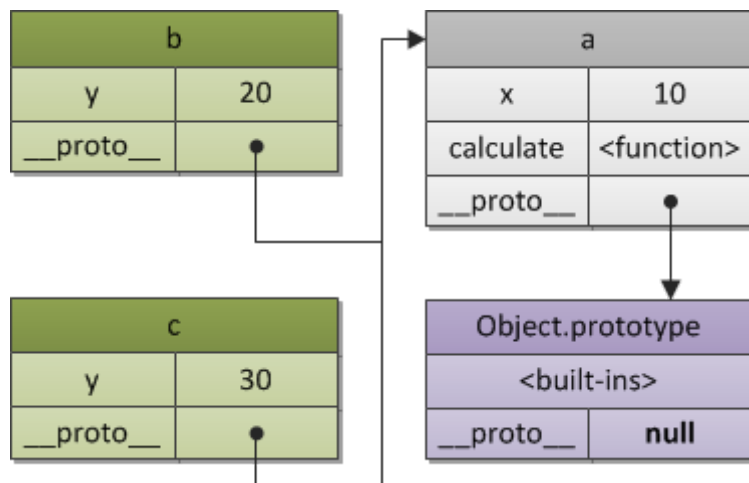 b
y 20
__proto__
a
x 10
calculate <function>
__proto__
c
y 30
__proto__
Object.prototype
<built-ins>
__proto__ null